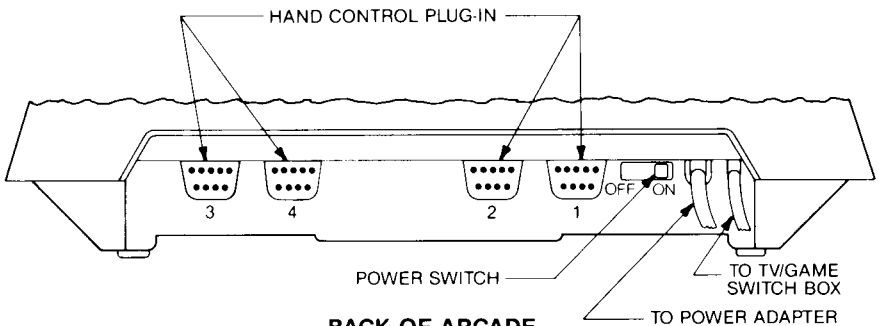 HAND CONTROL PLUG-IN
3 4 2 1 OFF ON
POWER SWITCH
TO TV/GAME
SWITCH BOX
TO POWER ADAPTER
BACK OF ARCADE